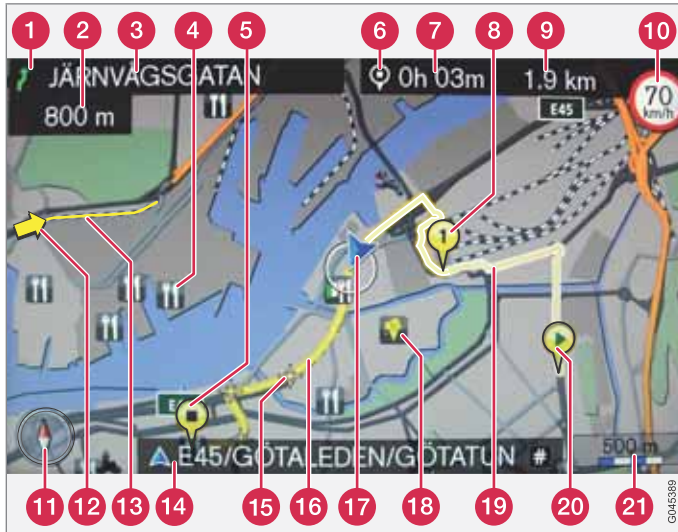 1 2 3 4 5 6 7 8 9 10
JÄRNVÄGSGATAN
0h 03m 1.9 km
800 m
E45
70
km/h
1
E
E45/GÖTALEDEN/GÖTATUN #
500 m
11 12 13 14 15 16 17 18 19 20 21
G045389